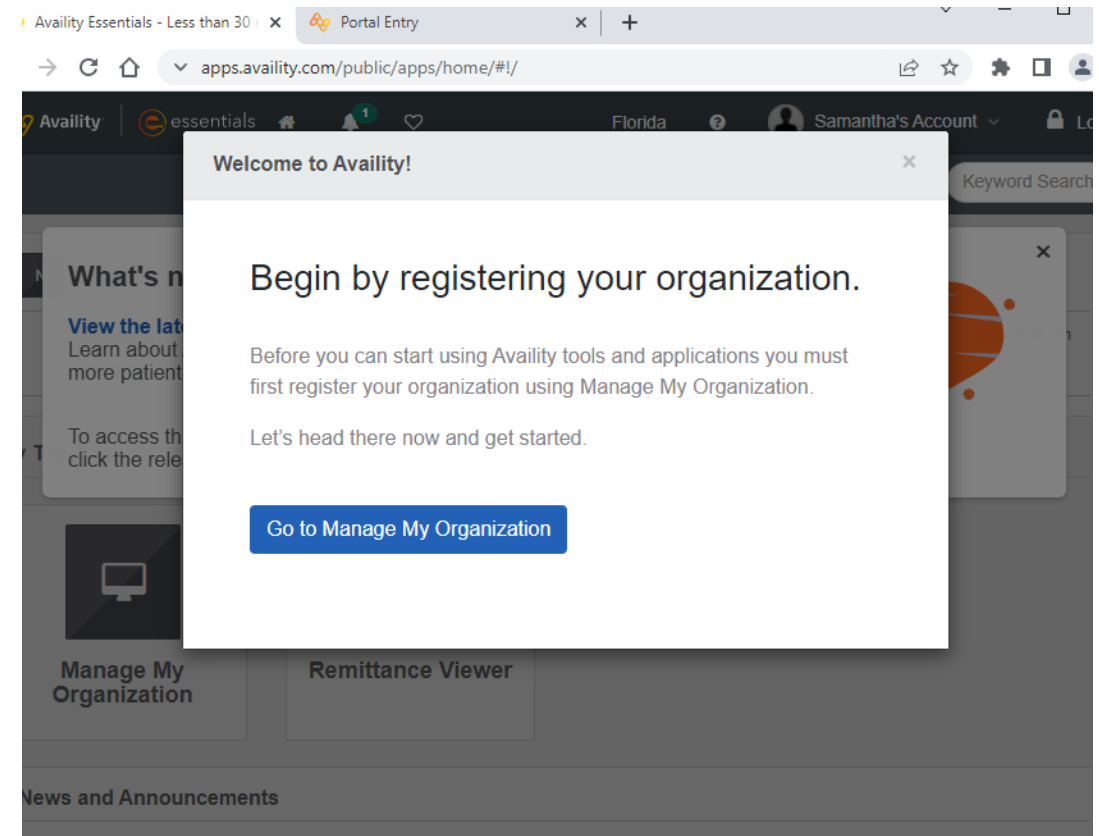 Availity Essentials - Less than 30
Portal Entry
apps.availity.com/public/apps/home/#!/
Availity essentials 1 Florida Samantha's Account
Keyword Search
Welcome to Availity!
What's
Begin by registering your organization.
View the
Learn about
more patient
Before you can start using Availity tools and applications you must
first register your organization using Manage My Organization.
To access
click the
Let's head there now and get started.
Go to Manage My Organization
Manage My
Organization
Remittance Viewer
News and Announcements